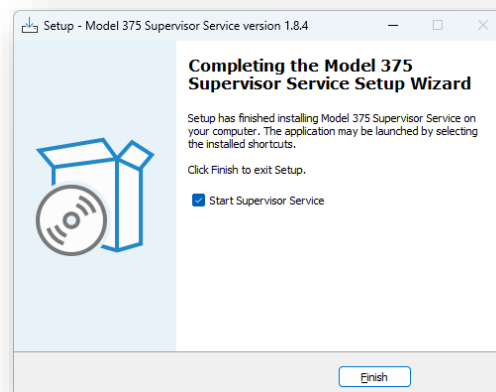 Setup - Model 375 Supervisor Service version 1.8.4
Completing the Model 375
Supervisor Service Setup Wizard
Setup has finished installing Model 375 Supervisor Service on
your computer. The application may be launched by selecting
the installed shortcuts.
Click Finish to exit Setup.
Start Supervisor Service
Finish